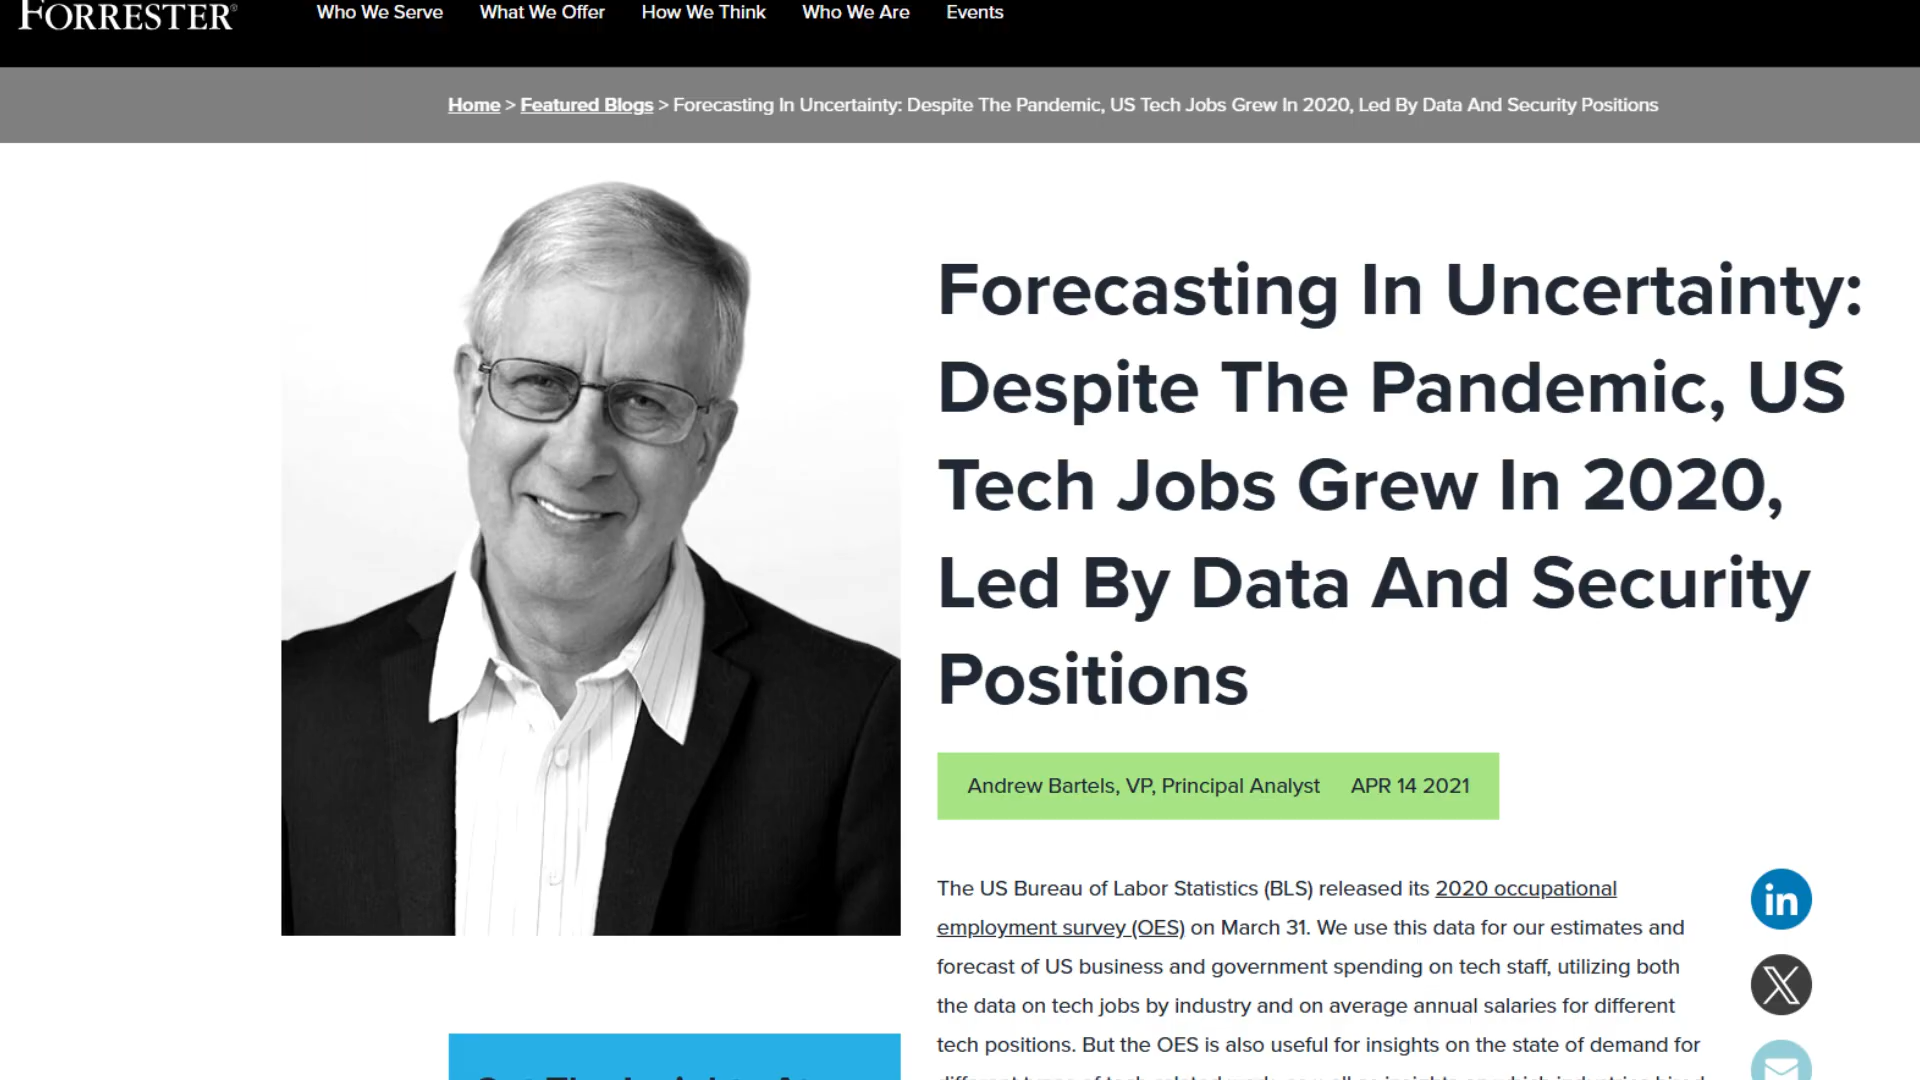 FORRESTER®
Who We Serve What We Offer How We Think Who We Are Events
Home > Featured Blogs > Forecasting In Uncertainty: Despite The Pandemic, US Tech Jobs Grew In 2020, Led By Data And Security Positions
Forecasting In Uncertainty:
Despite The Pandemic, US
Tech Jobs Grew In 2020,
Led By Data And Security
Positions
Andrew Bartels, VP, Principal Analyst APR 14 2021
The US Bureau of Labor Statistics (BLS) released its 2020 occupational
employment survey (OES) on March 31. We use this data for our estimates and
forecast of US business and government spending on tech staff, utilizing both
the data on tech jobs by industry and on average annual salaries for different
tech positions. But the OES is also useful for insights on the state of demand for
in
X